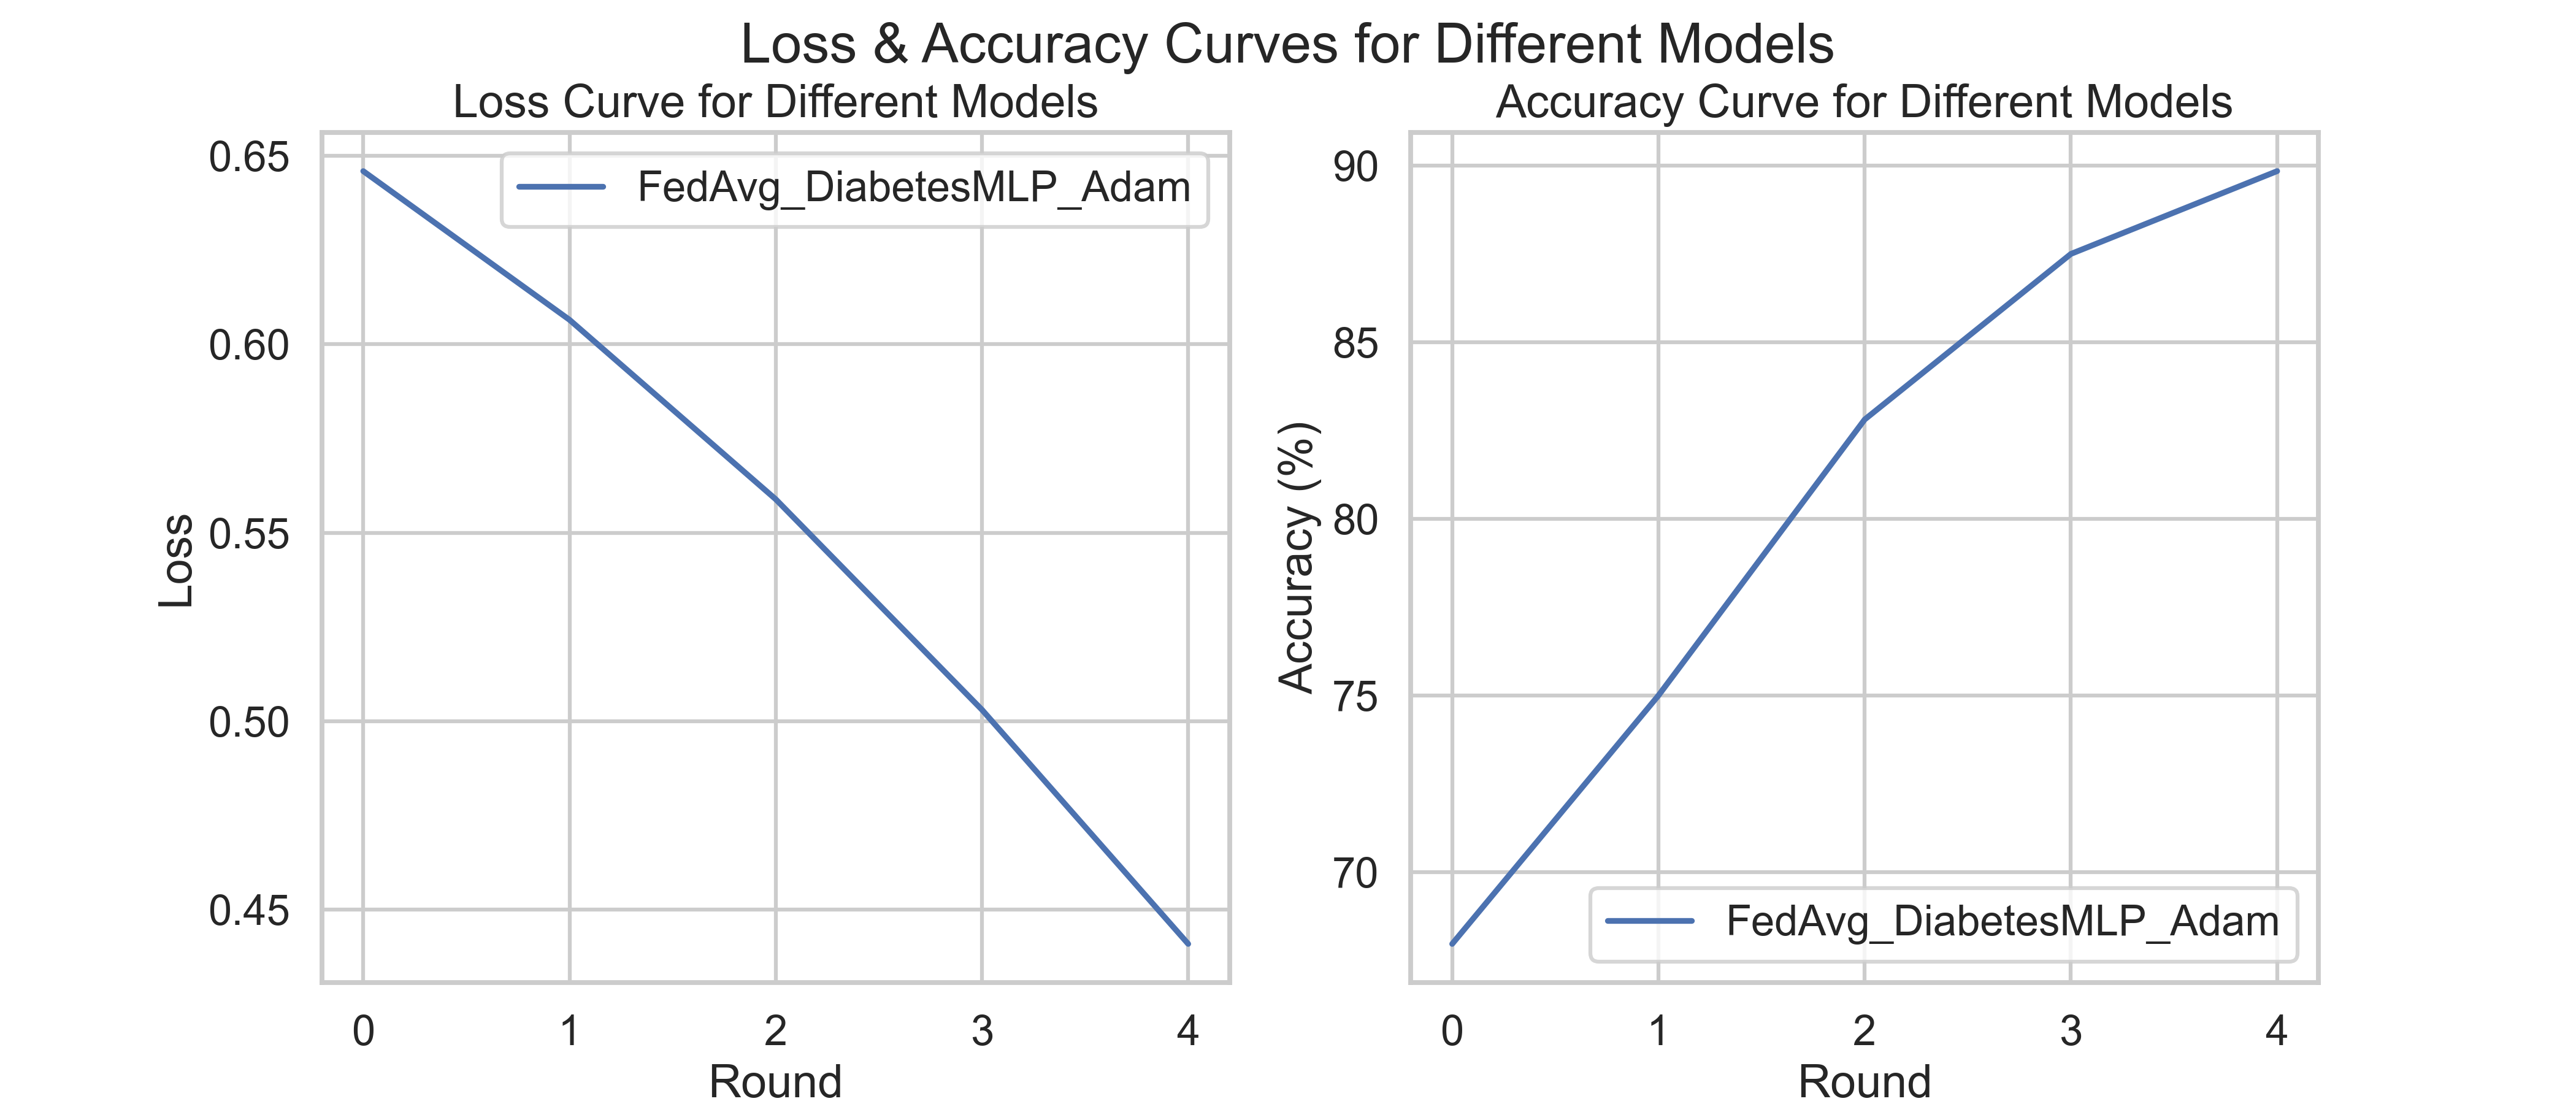 Loss & Accuracy Curves for Different Models
Loss Curve for Different Models
0.65
0.60
0.55
0.50
0.45
Loss
FedAvg_DiabetesMLP_Adam
0 1 2 3 4
Round
Accuracy Curve for Different Models
90
85
80
75
70
Accuracy (%)
FedAvg_DiabetesMLP_Adam
0 1 2 3 4
Round